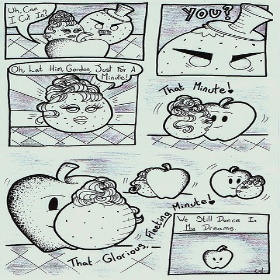 Uh, Can
I Cut In?
YOU?
Oh, Let Him, Gordon, Just For A
Minute!
That Minute!
That Glorious,
Fleeting Minute!
We Still Dance In
My Dreams.